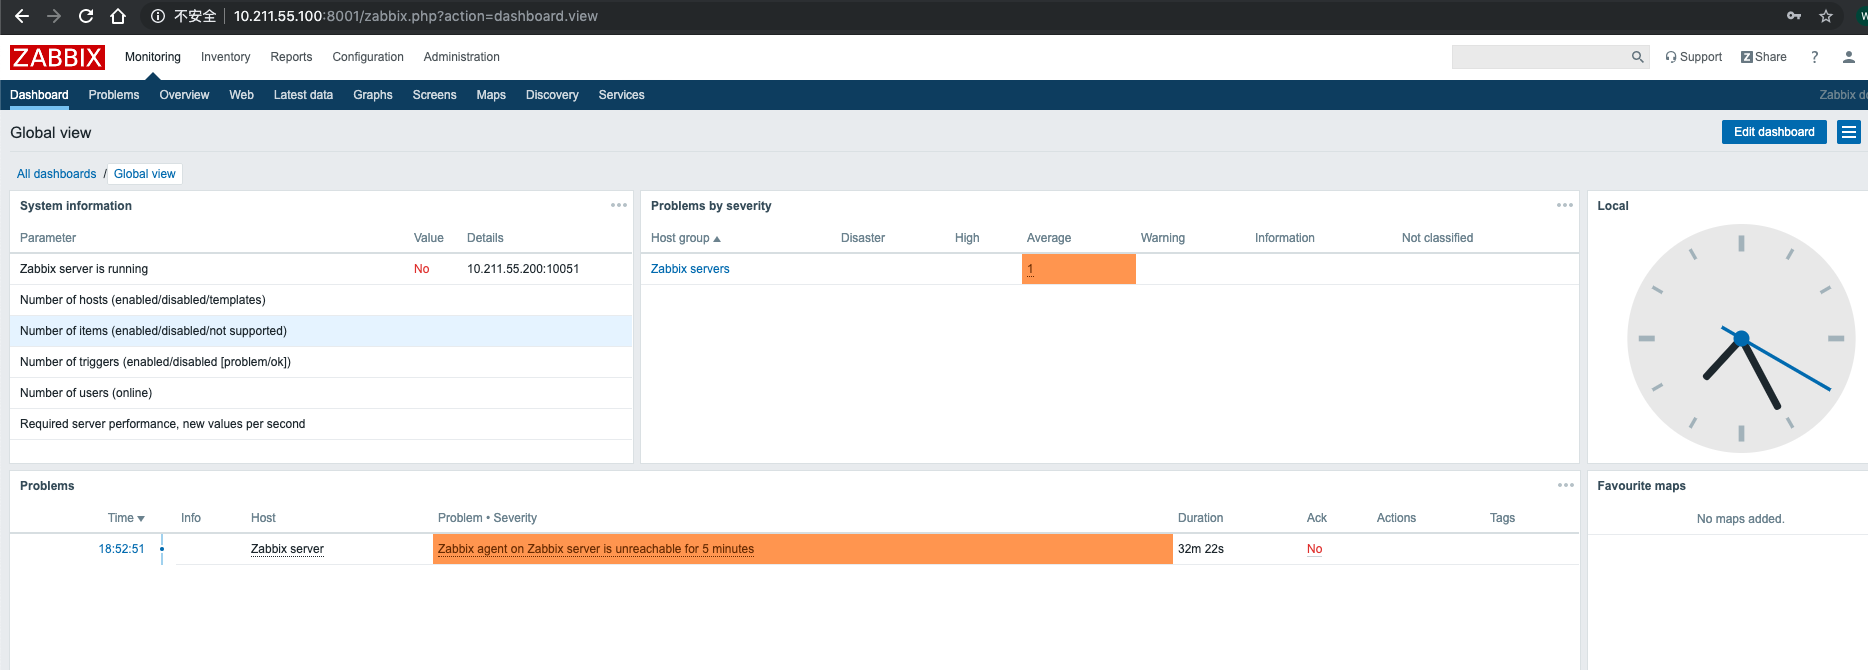 不安全 10.211.55.100:8001/zabbix.php?action=dashboard.view
ZABBIX Monitoring Inventory Reports Configuration Administration Support Z Share ?
Dashboard Problems Overview Web Latest data Graphs Screens Maps Discovery Services Zabbix de
Global view Edit dashboard
All dashboards / Global view
System information
Parameter Value Details
Zabbix server is running No 10.211.55.200:10051
Number of hosts (enabled/disabled/templates)
Number of items (enabled/disabled/not supported)
Number of triggers (enabled/disabled [problem/ok])
Number of users (online)
Required server performance, new values per second
Problems by severity
Host group Disaster High Average Warning Information Not classified
Zabbix servers 1
Local
Problems
Time Info Host Problem • Severity Duration Ack Actions Tags
18:52:51 Zabbix server Zabbix agent on Zabbix server is unreachable for 5 minutes 32m 22s No
Favourite maps
No maps added.